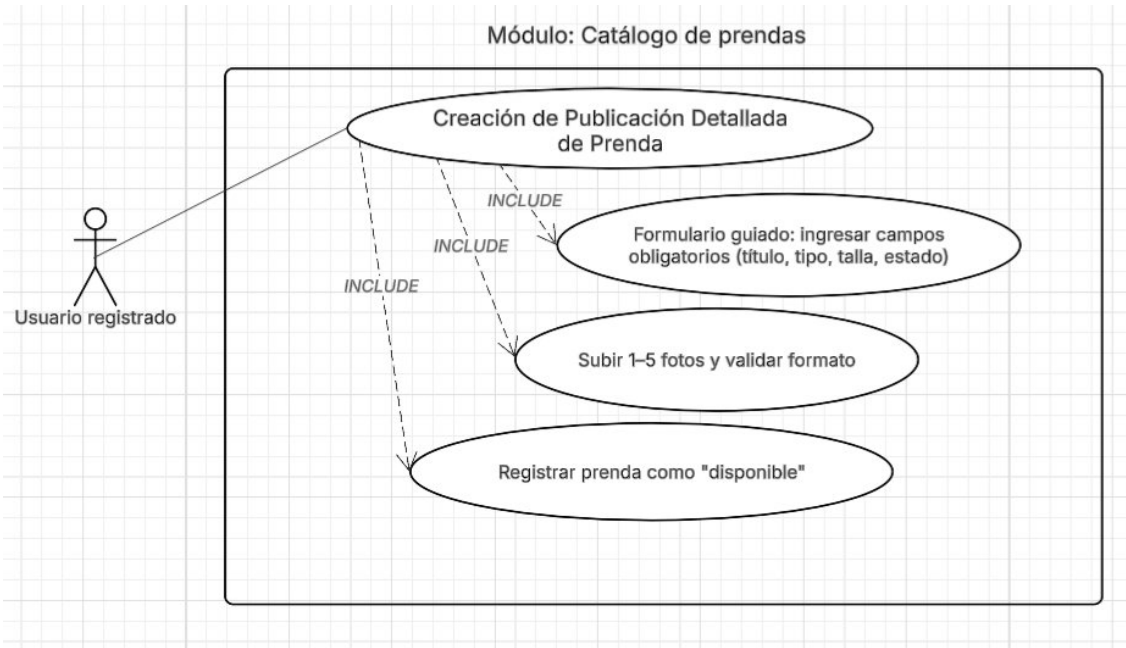 Módulo: Catálogo de prendas
Creación de Publicación Detallada
de Prenda
INCLUDE
Formulario guiado: ingresar campos
obligatorios (título, tipo, talla, estado)
INCLUDE
INCLUDE
Usuario registrado
Subir 1–5 fotos y validar formato
Registrar prenda como "disponible"